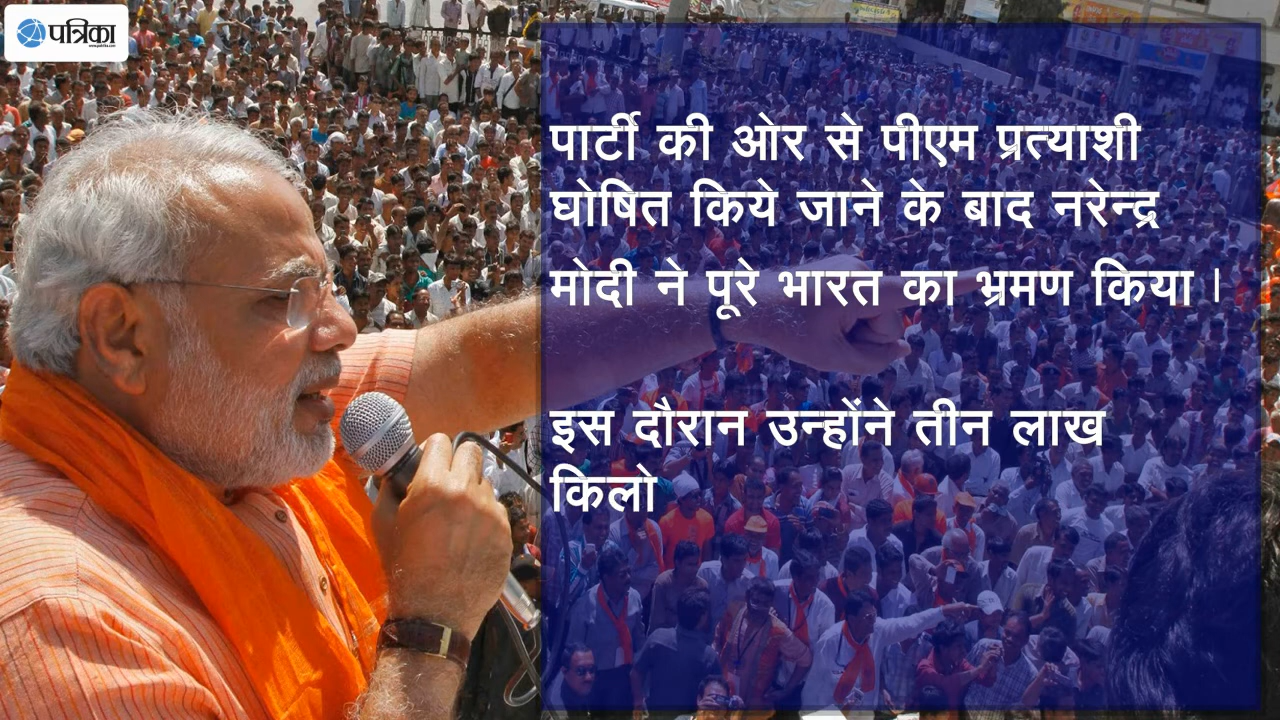 पत्रिका
पार्टी की ओर से पीएम प्रत्याशी
घोषित किये जाने के बाद नरेन्द्र
मोदी ने पूरे भारत का भ्रमण किया।
इस दौरान उन्होंने तीन लाख
किलो